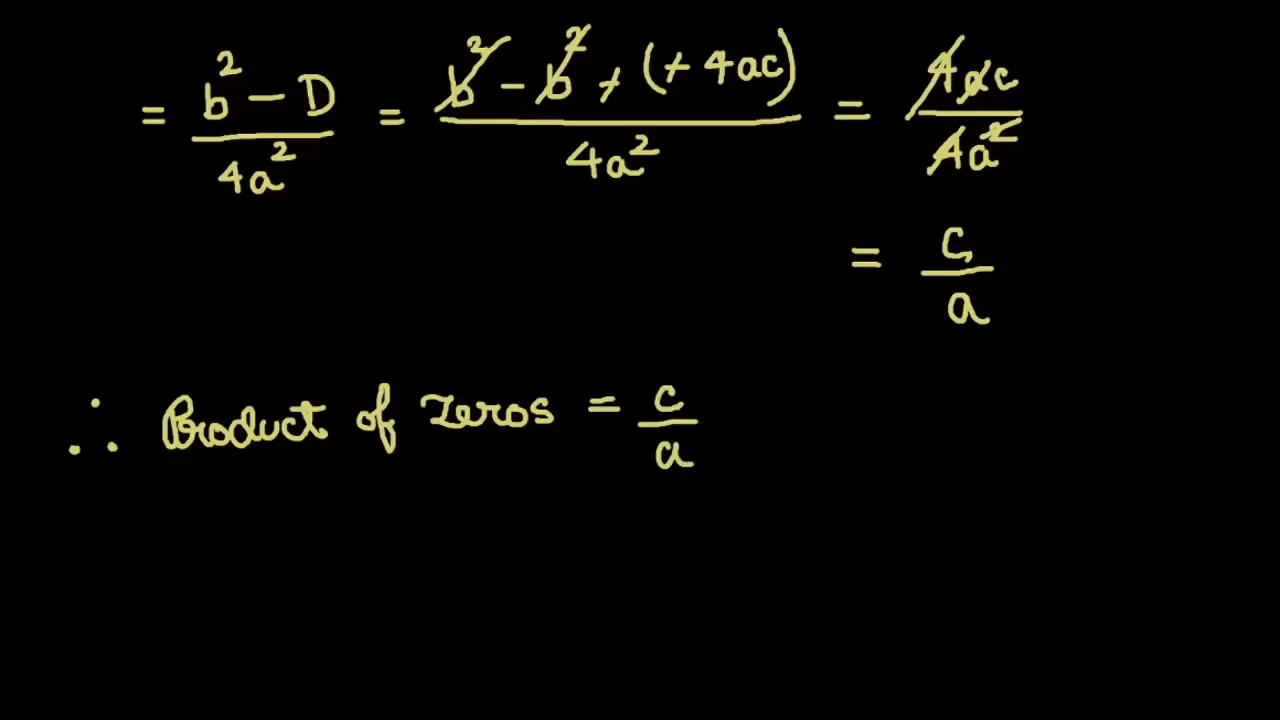 = b² - D / 4a² = b² - b² + (+ 4ac) / 4a² = 4ac / 4a²
= c / a
∴ Product of zeros = c / a